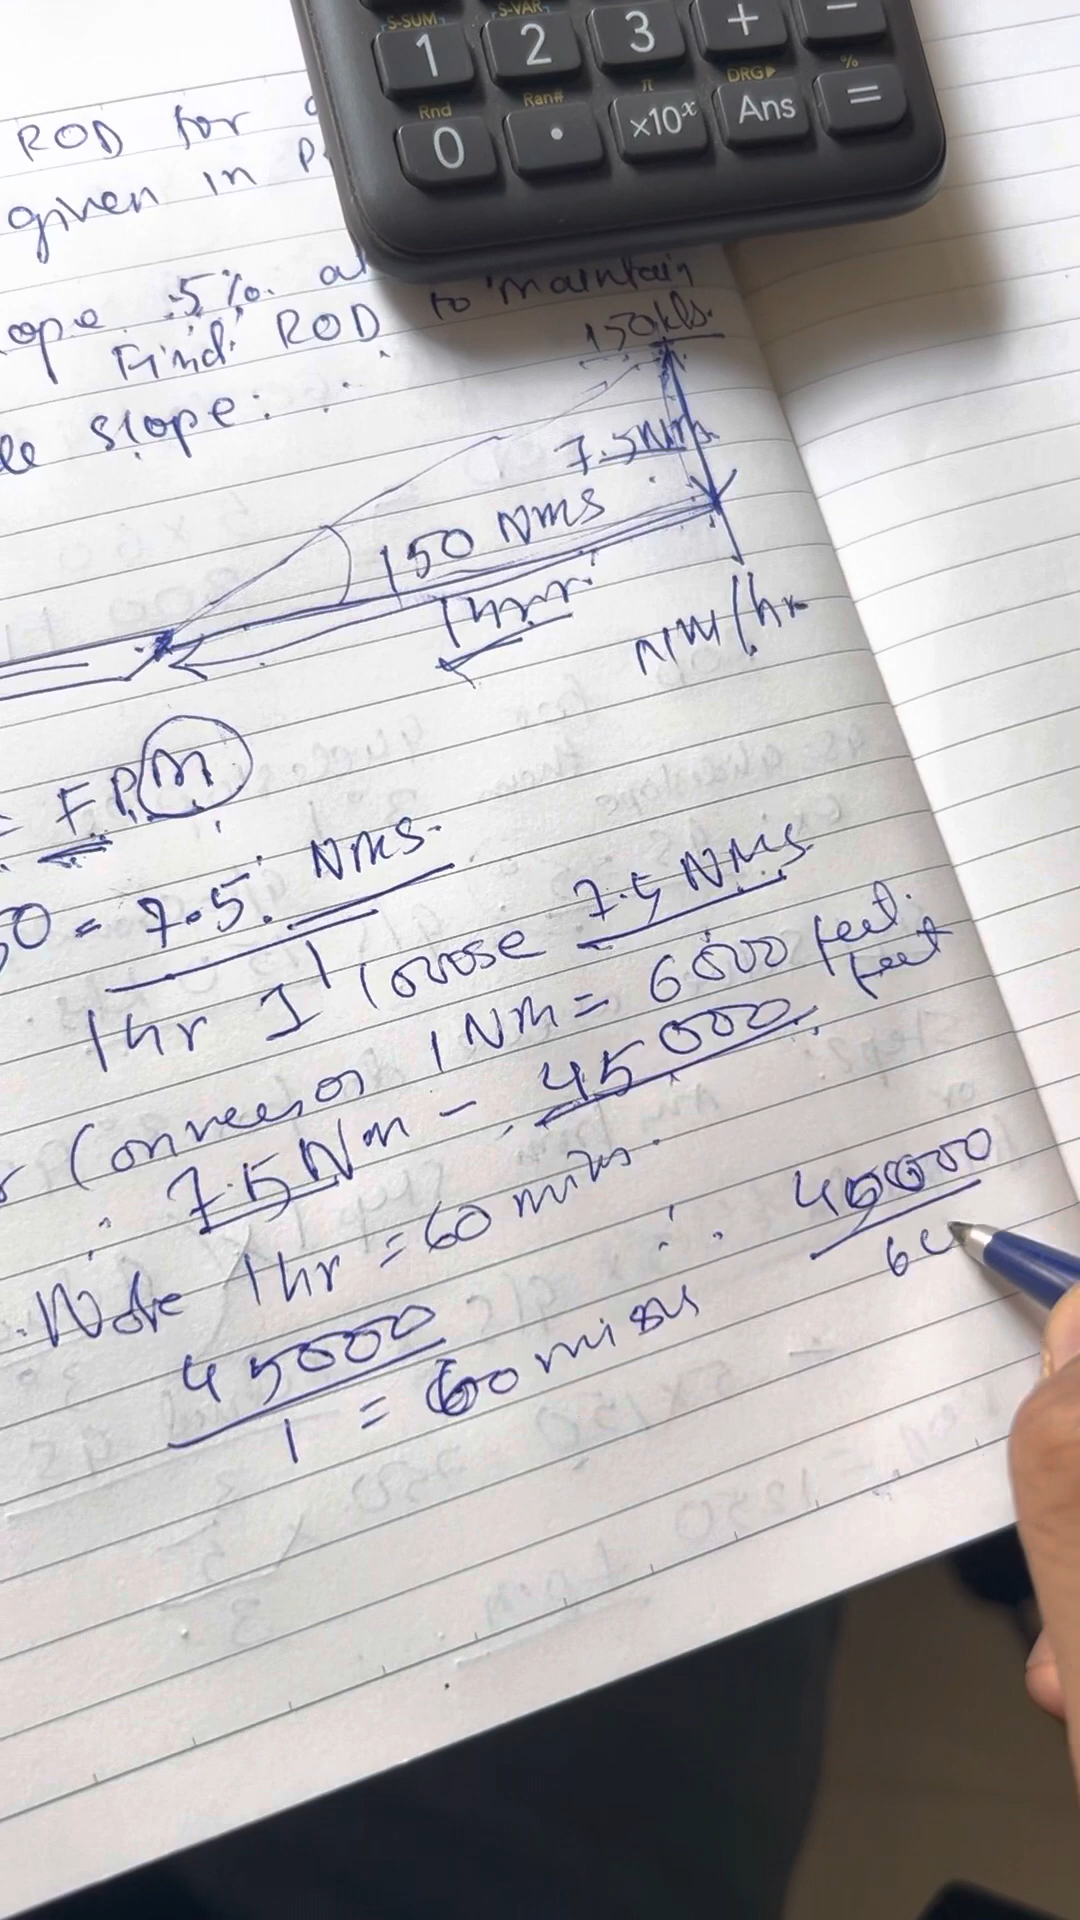 S-SUM S-VAR
1 2 3 + −
Rnd Ran# π DRG▶ %
0 • ×10ˣ Ans =
ROD for
given in P
ope 5% at
Find ROD to maintain
slope:
150kts.
7.5Nms
150 Nms
1hr
NM/hr
= F.P.M
0 = 7.5 NMS.
1
1hr I loose 7.5 NMS
Conversion 1NM = 6000 feet.
∴ 7.5Nm - 45000 feet
Note 1hr = 60 mins.
45000
1 = 60 mins
∴ 45000
60